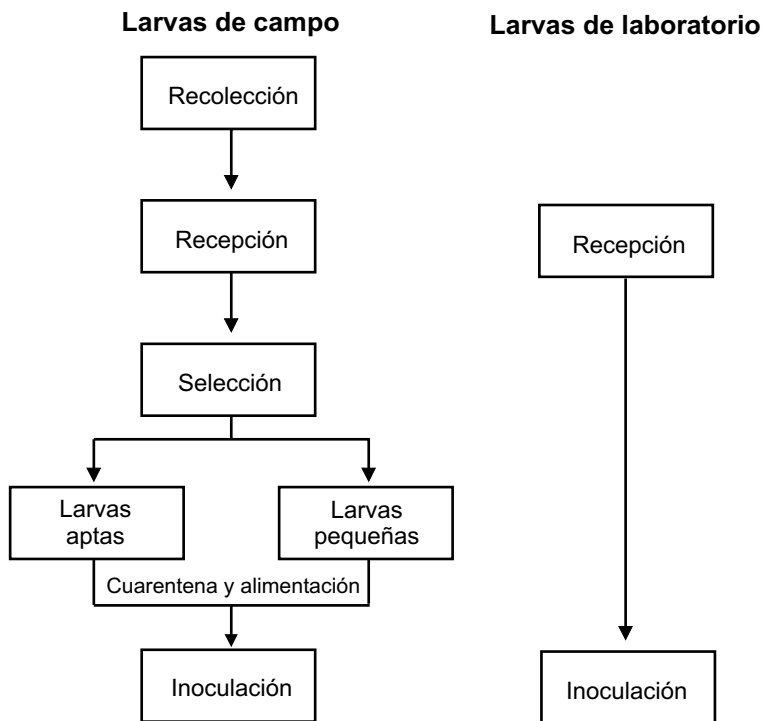 Larvas de campo
Larvas de laboratorio
Recolección
Recepción
Recepción
Selección
Larvas
aptas
Larvas
pequeñas
Cuarentena y alimentación
Inoculación
Inoculación